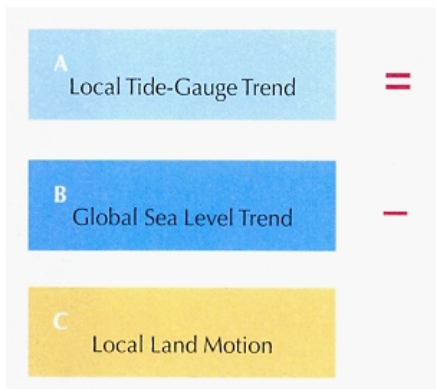 A
Local Tide-Gauge Trend
=
B
Global Sea Level Trend
–
C
Local Land Motion